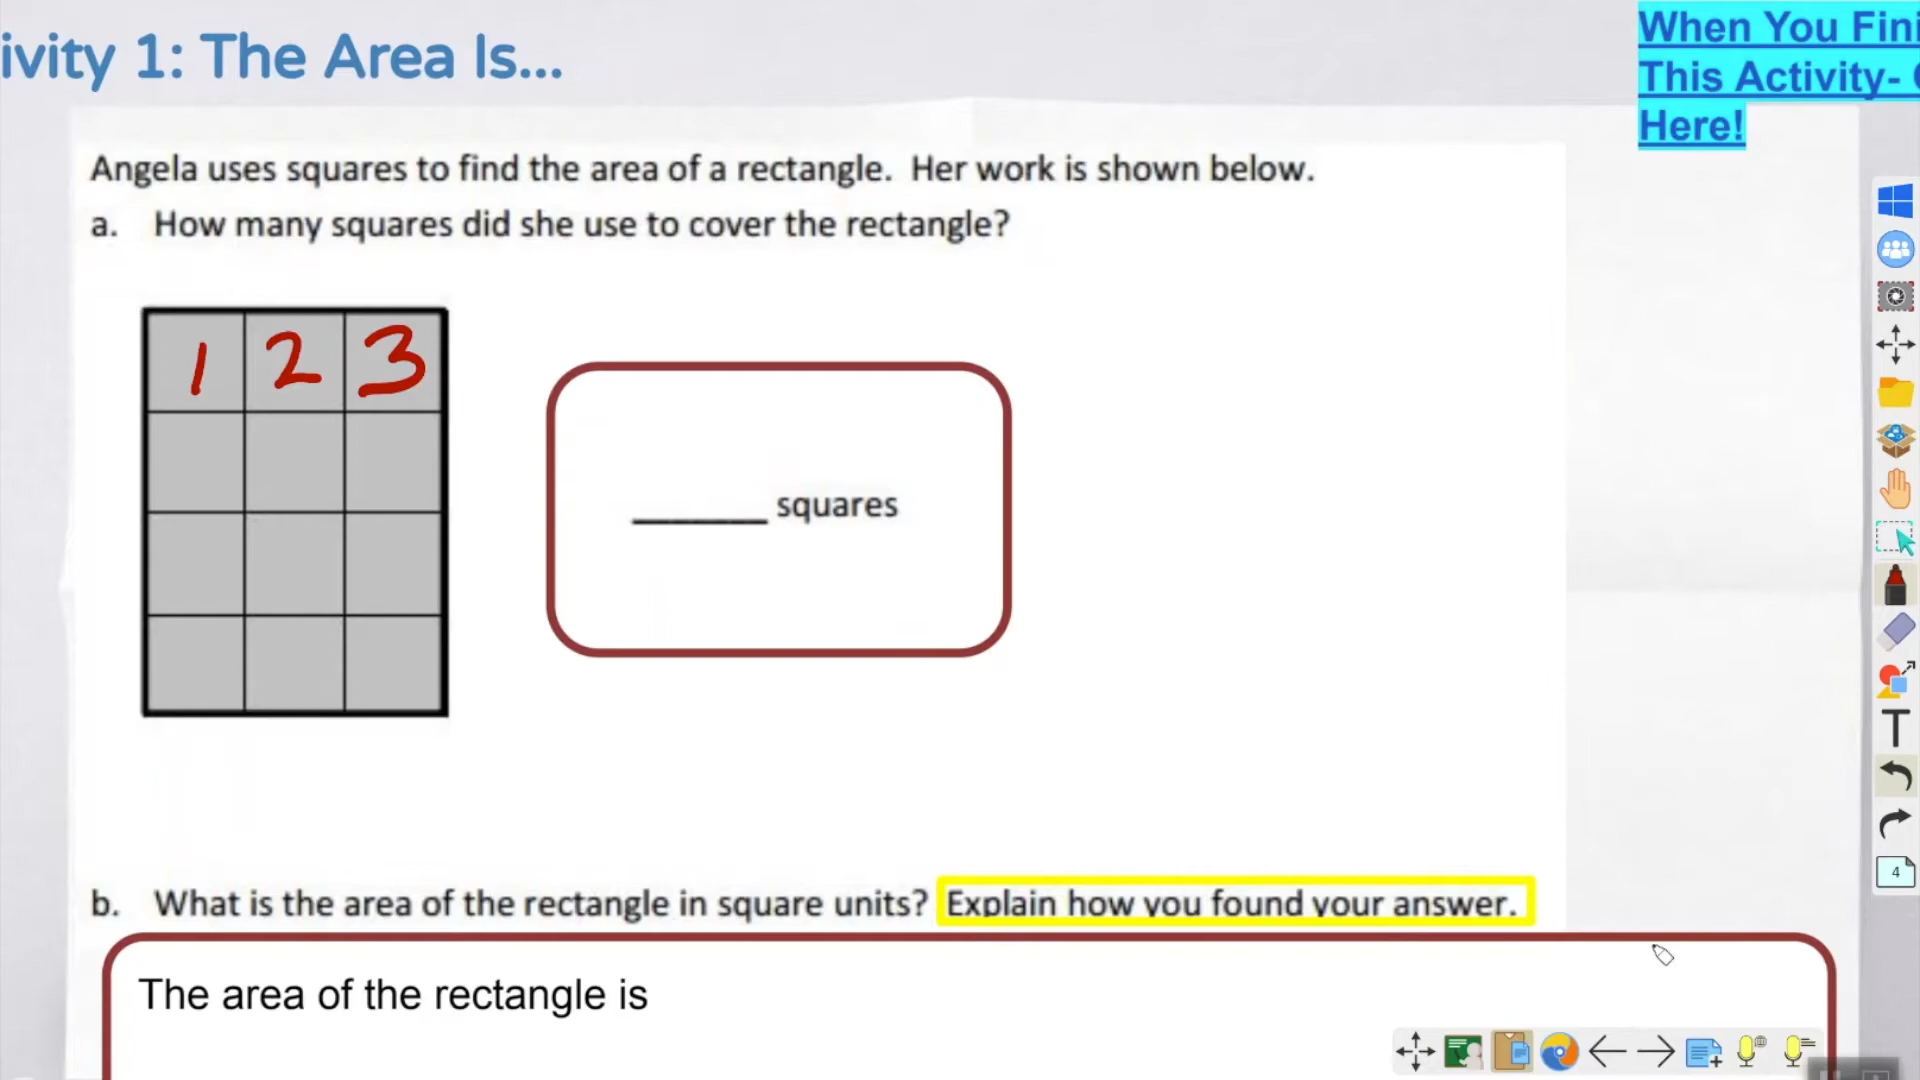 ivity 1: The Area Is...
When You Fini
This Activity-
Here!
Angela uses squares to find the area of a rectangle. Her work is shown below.
a. How many squares did she use to cover the rectangle?
1 2 3
______ squares
b. What is the area of the rectangle in square units? Explain how you found your answer.
The area of the rectangle is
T
4